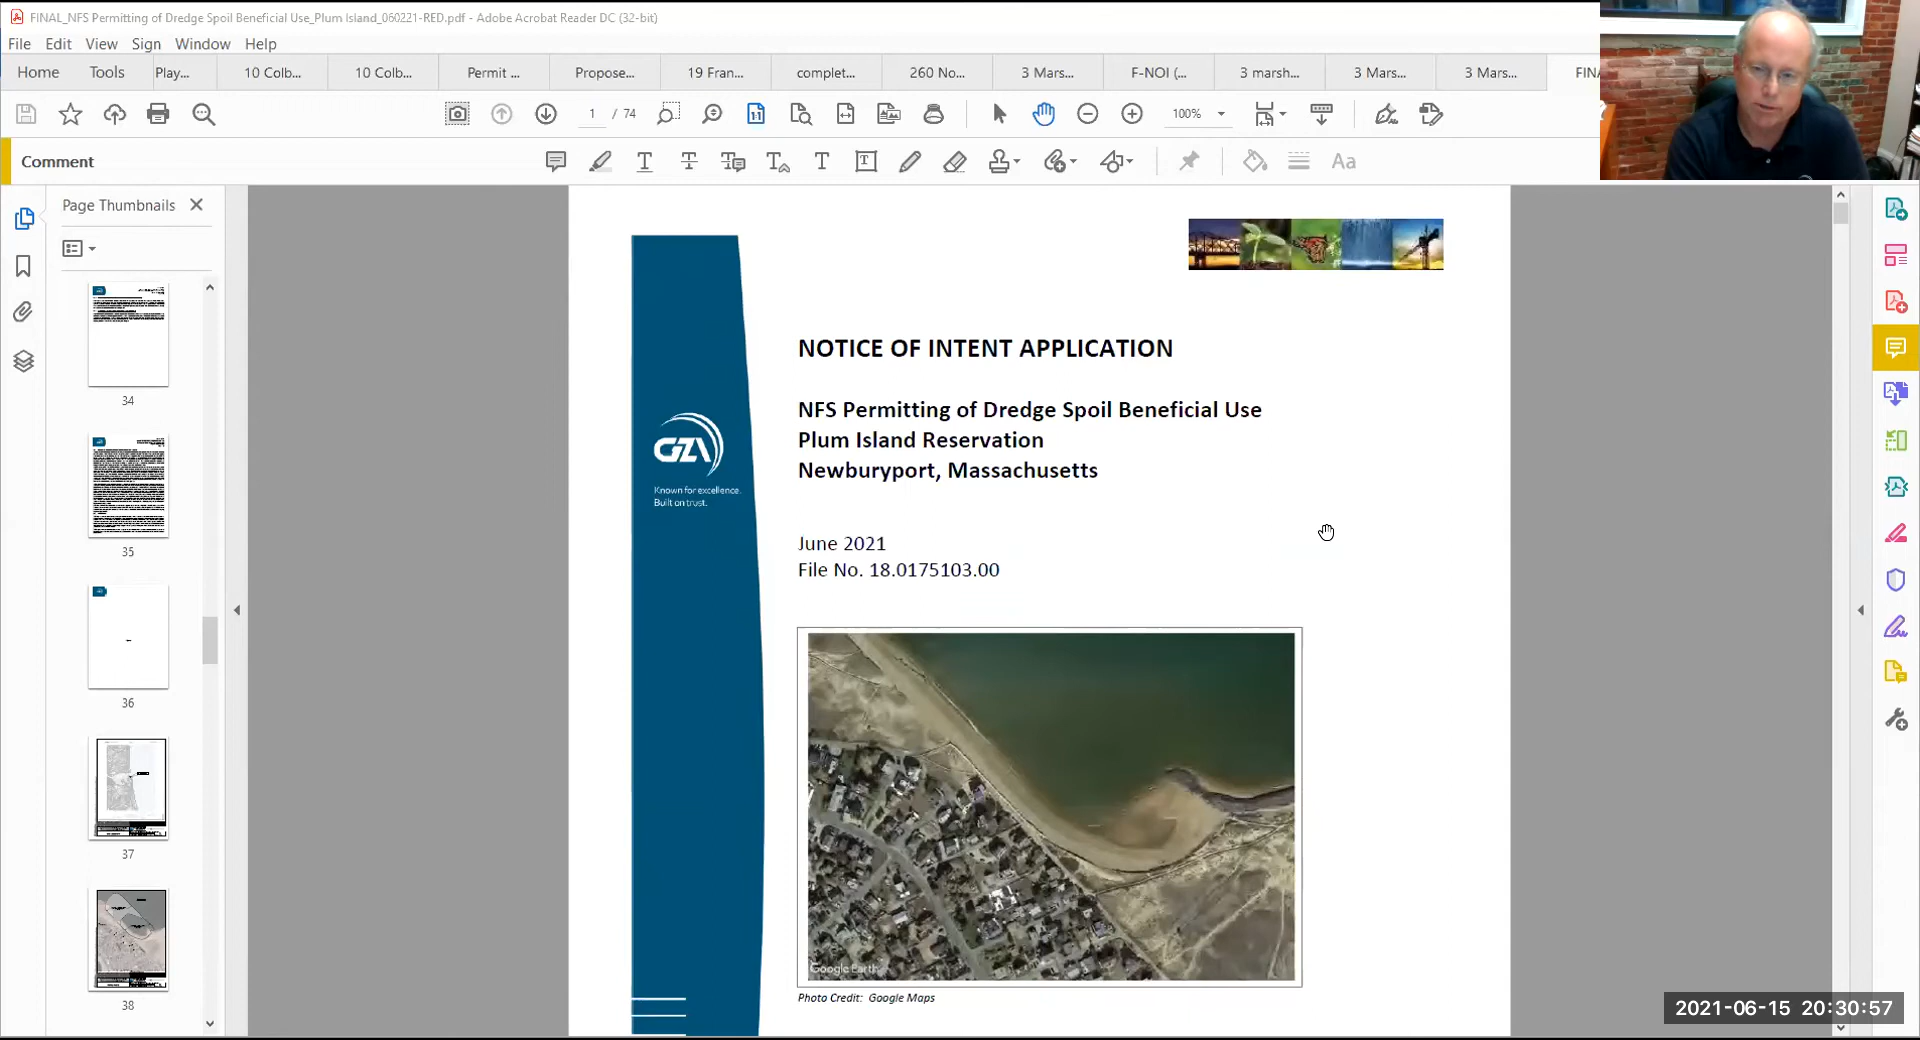 FINAL_NFS Permitting of Dredge Spoil Beneficial Use_Plum Island_060221-RED.pdf - Adobe Acrobat Reader DC (32-bit)
File Edit View Sign Window Help
Home Tools Play... 10 Colb... 10 Colb... Permit ... Propose... 19 Fran... complet... 260 No... 3 Mars... F-NOI (... 3 marsh... 3 Mars... 3 Mars... FIN
1 / 74 100%
Comment
Page Thumbnails
34
35
36
37
38
GZA
Known for excellence.
Built on trust.
NOTICE OF INTENT APPLICATION
NFS Permitting of Dredge Spoil Beneficial Use
Plum Island Reservation
Newburyport, Massachusetts
June 2021
File No. 18.0175103.00
Google Earth
Photo Credit: Google Maps
2021-06-15 20:30:57